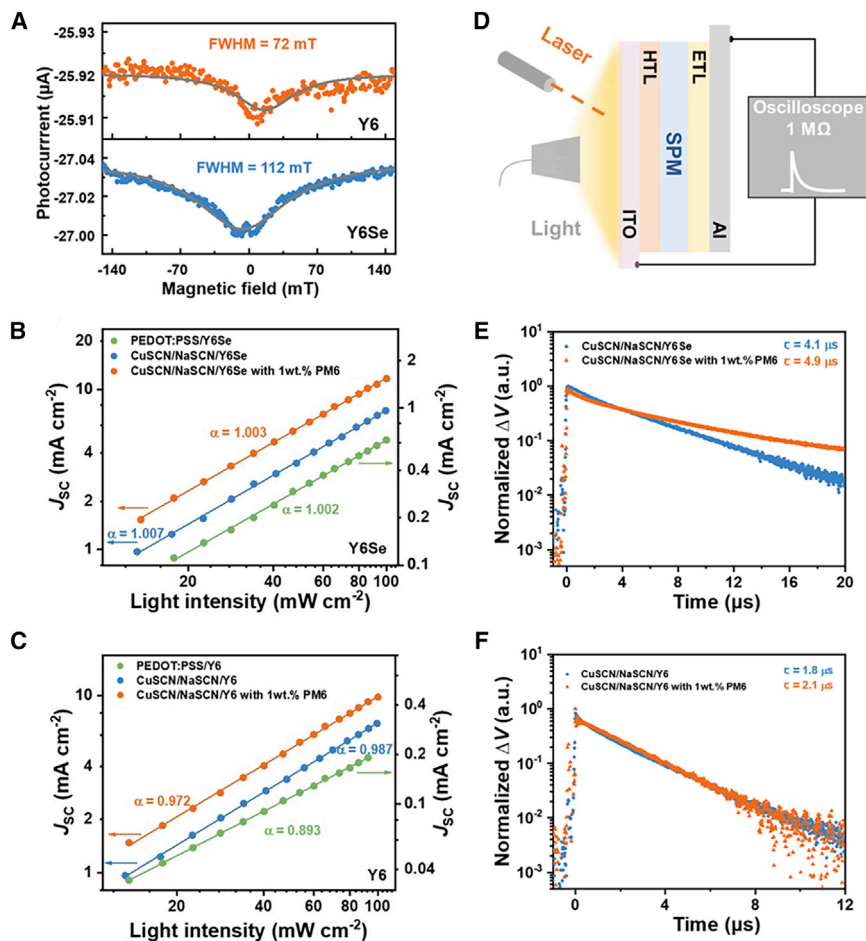 A
-25.93
-25.92
-25.91
-27.04
-27.02
-27.00
Photocurrrent (µA)
FWHM = 72 mT
Y6
FWHM = 112 mT
Y6Se
-140 -70 0 70 140
Magnetic field (mT)
D
Laser
Light
ITO
HTL
SPM
ETL
Al
Oscilloscope
1 MΩ
B
20
10
4
2
1
JSC (mA cm-2)
PEDOT:PSS/Y6Se
CuSCN/NaSCN/Y6Se
CuSCN/NaSCN/Y6Se with 1wt.% PM6
α = 1.003
α = 1.007
α = 1.002
Y6Se
2
1
0.4
0.2
0.1
JSC (mA cm-2)
20 40 60 80 100
Light intensity (mW cm-2)
E
10¹
10⁰
10⁻¹
10⁻²
10⁻³
Normalized ΔV (a.u.)
CuSCN/NaSCN/Y6Se
CuSCN/NaSCN/Y6Se with 1wt.% PM6
τ = 4.1 µs
τ = 4.9 µs
0 4 8 12 16 20
Time (µs)
C
10
4
2
1
JSC (mA cm-2)
PEDOT:PSS/Y6
CuSCN/NaSCN/Y6
CuSCN/NaSCN/Y6 with 1wt.% PM6
α = 0.987
α = 0.972
α = 0.893
Y6
0.4
0.2
0.1
0.04
JSC (mA cm-2)
20 40 60 80 100
Light intensity (mW cm-2)
F
10¹
10⁰
10⁻¹
10⁻²
10⁻³
Normalized ΔV (a.u.)
CuSCN/NaSCN/Y6
CuSCN/NaSCN/Y6 with 1wt.% PM6
τ = 1.8 µs
τ = 2.1 µs
0 4 8 12
Time (µs)